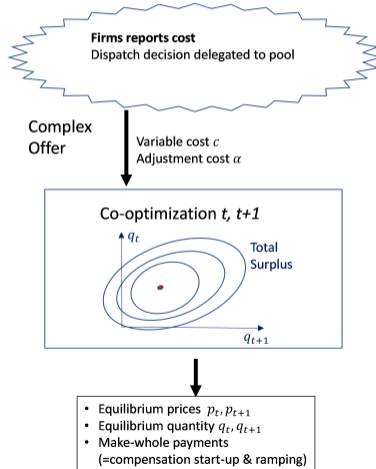 Firms reports cost
Dispatch decision delegated to pool
Complex
Offer
Variable cost c
Adjustment cost α
Co-optimization t, t+1
q_t
Total
Surplus
q_{t+1}
• Equilibrium prices p_t, p_{t+1}
• Equilibrium quantity q_t, q_{t+1}
• Make-whole payments
(=compensation start-up & ramping)